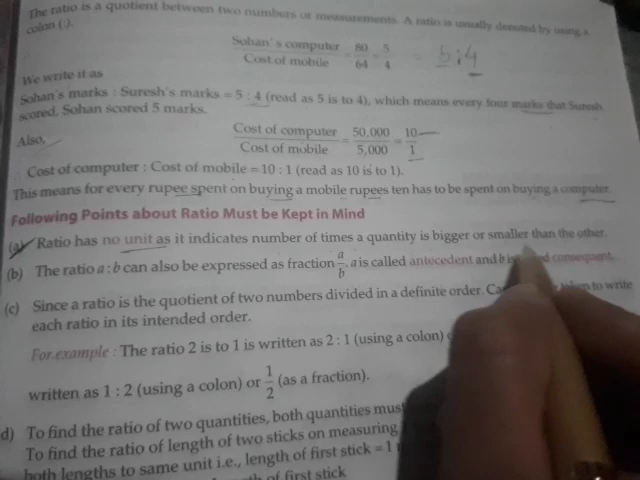 The ratio is a quotient between two numbers or measurements. A ratio is usually denoted by using a
colon (:).
Sohan's computer / Cost of mobile = 80/64 = 5/4 = 5:4
We write it as
Sohan's marks : Suresh's marks = 5 : 4 (read as 5 is to 4), which means every four marks that Suresh
scored, Sohan scored 5 marks.
Also, Cost of computer / Cost of mobile = 50,000/5,000 = 10/1
Cost of computer : Cost of mobile = 10 : 1 (read as 10 is to 1).
This means for every rupee spent on buying a mobile rupees ten has to be spent on buying a computer.
Following Points about Ratio Must be Kept in Mind
(a) Ratio has no unit as it indicates number of times a quantity is bigger or smaller than the other.
(b) The ratio a : b can also be expressed as fraction a/b. a is called antecedent and b is consequent.
(c) Since a ratio is the quotient of two numbers divided in a definite order. taken to write
each ratio in its intended order.
For example : The ratio 2 is to 1 is written as 2 : 1 (using a colon)
written as 1 : 2 (using a colon) or 1/2 (as a fraction).
d) To find the ratio of two quantities, both quantities
To find the ratio of length of two sticks on measuring
both lengths to same unit i.e., length of first stick = 1
of first stick